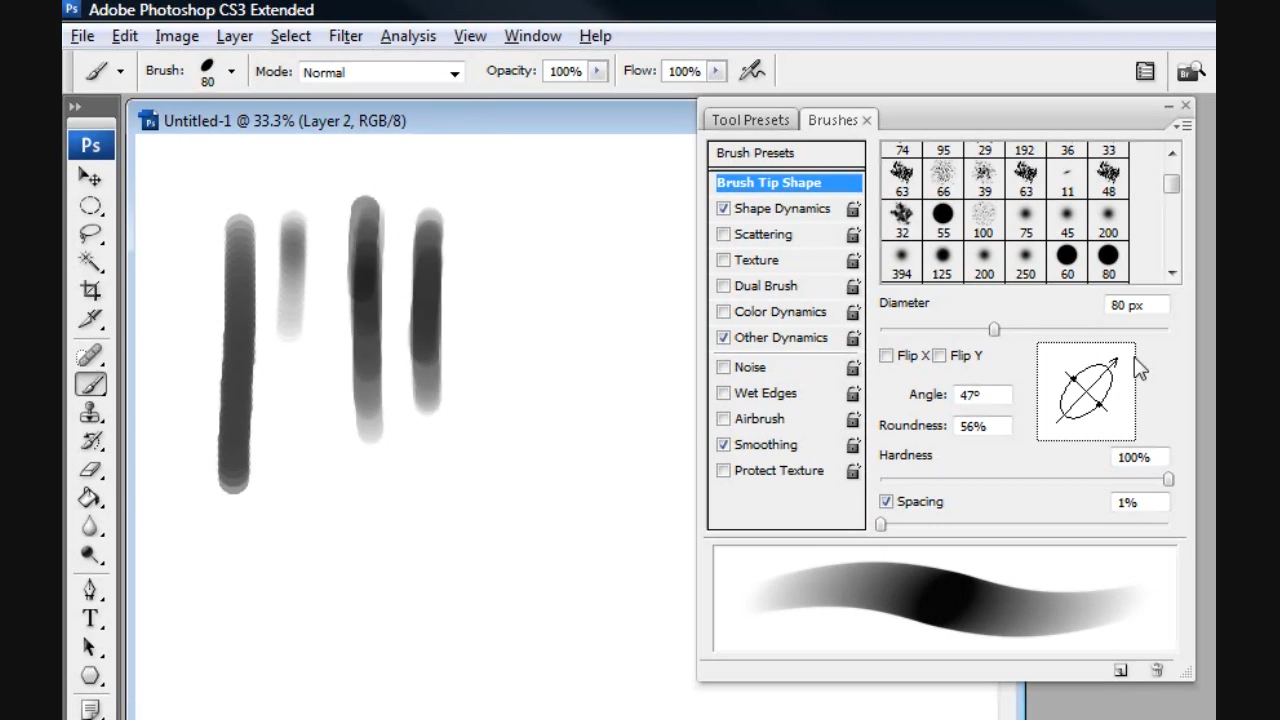 Ps Adobe Photoshop CS3 Extended
File Edit Image Layer Select Filter Analysis View Window Help
Brush: 80 Mode: Normal Opacity: 100% Flow: 100% Br
Untitled-1 @ 33.3% (Layer 2, RGB/8)
Ps
T
Tool Presets Brushes
Brush Presets
Brush Tip Shape
Shape Dynamics
Scattering
Texture
Dual Brush
Color Dynamics
Other Dynamics
Noise
Wet Edges
Airbrush
Smoothing
Protect Texture
74 95 29 192 36 33
63 66 39 63 11 48
32 55 100 75 45 200
394 125 200 250 60 80
Diameter 80 px
Flip X Flip Y
Angle: 47º
Roundness: 56%
Hardness 100%
Spacing 1%